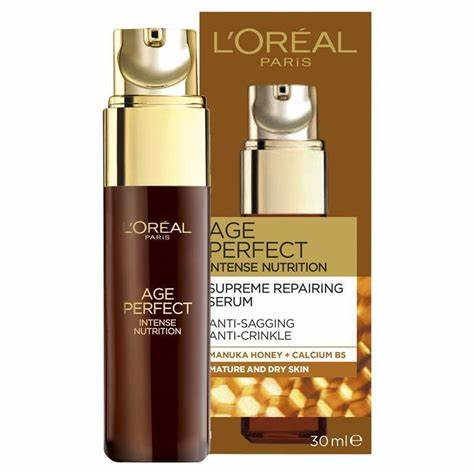 L'ORÉAL
PARIS
AGE
PERFECT
INTENSE
NUTRITION
L'ORÉAL
PARIS
AGE
PERFECT
INTENSE NUTRITION
SUPREME REPAIRING
SERUM
ANTI-SAGGING
ANTI-CRINKLE
MANUKA HONEY + CALCIUM B5
MATURE AND DRY SKIN
30 ml ℮